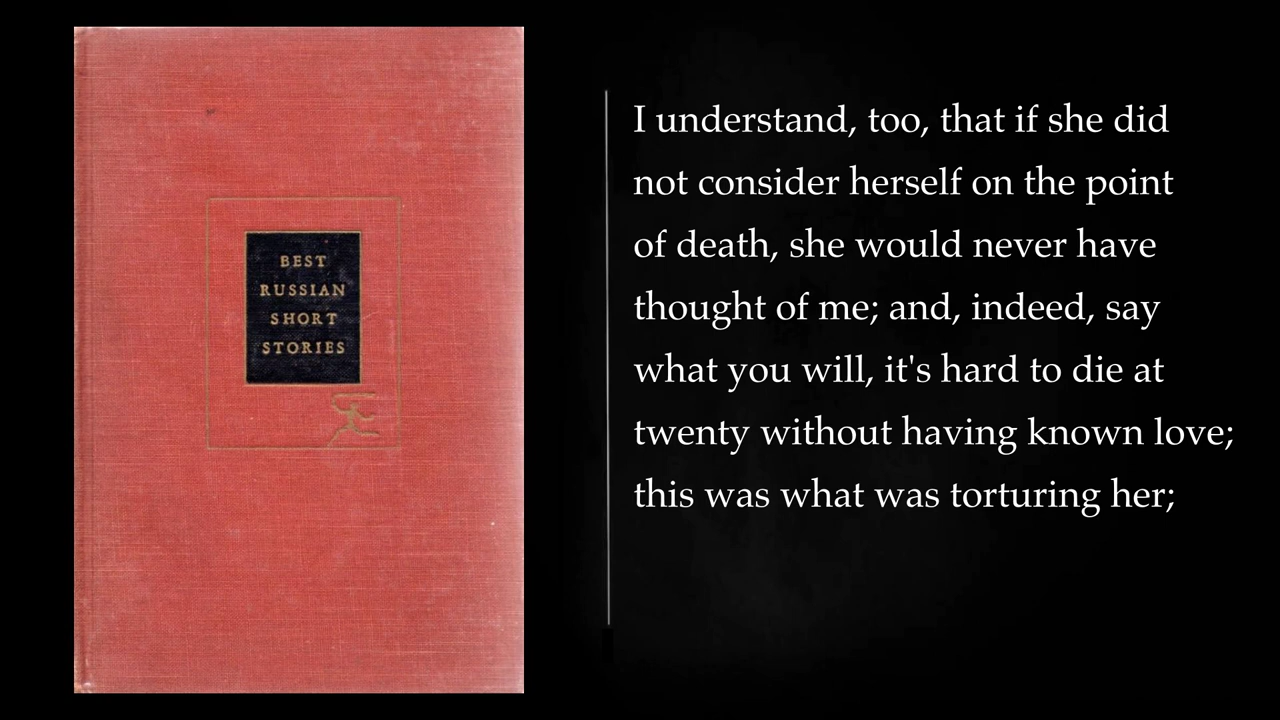 BEST
RUSSIAN
SHORT
STORIES
I understand, too, that if she did
not consider herself on the point
of death, she would never have
thought of me; and, indeed, say
what you will, it's hard to die at
twenty without having known love;
this was what was torturing her;